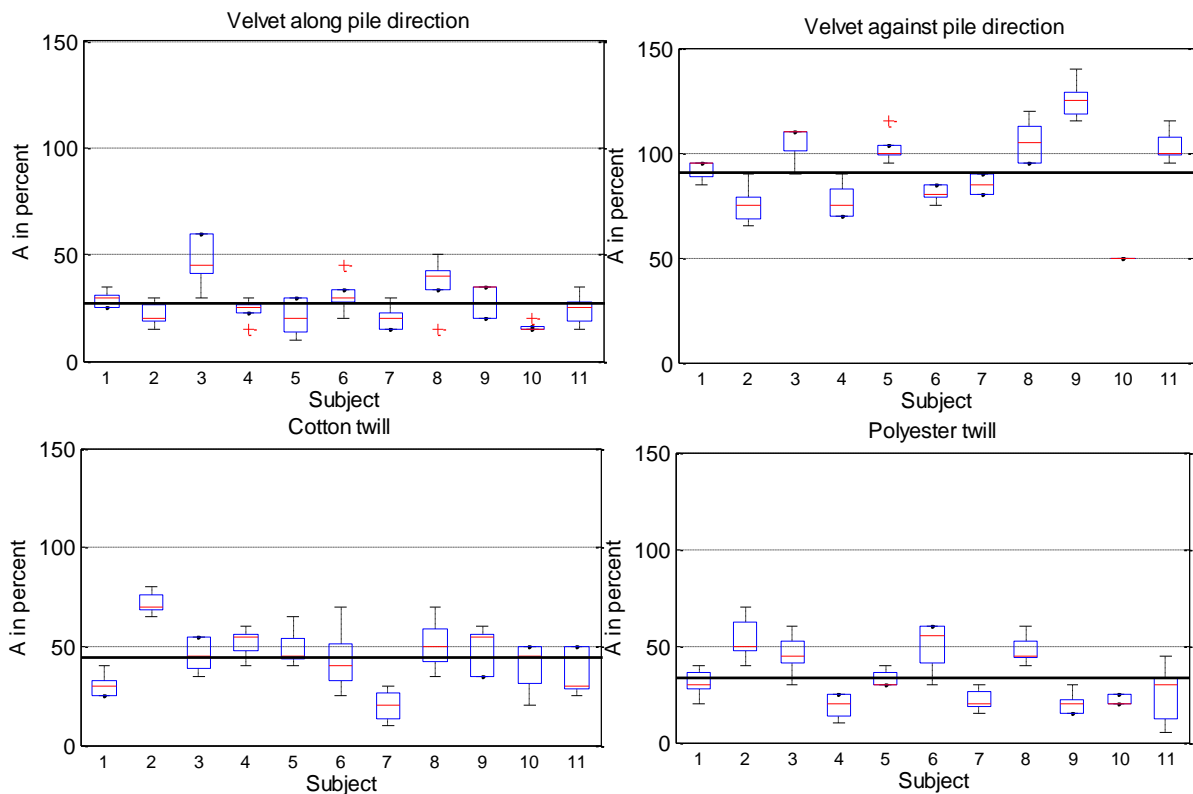 Velvet along pile direction
150
100
50
0
A in percent
1 2 3 4 5 6 7 8 9 10 11
Subject
Velvet against pile direction
150
100
50
0
A in percent
1 2 3 4 5 6 7 8 9 10 11
Subject
Cotton twill
150
100
50
0
A in percent
1 2 3 4 5 6 7 8 9 10 11
Subject
Polyester twill
150
100
50
0
A in percent
1 2 3 4 5 6 7 8 9 10 11
Subject